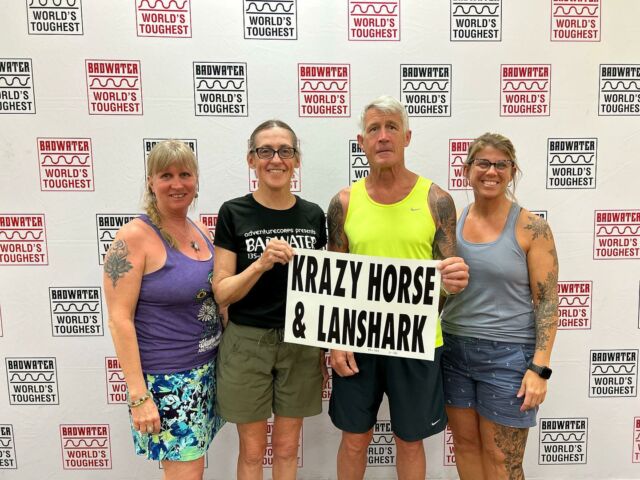 BADWATER
WORLD'S
TOUGHEST
adventurecorps presents
BADWATER
KRAZY HORSE
& LANSHARK